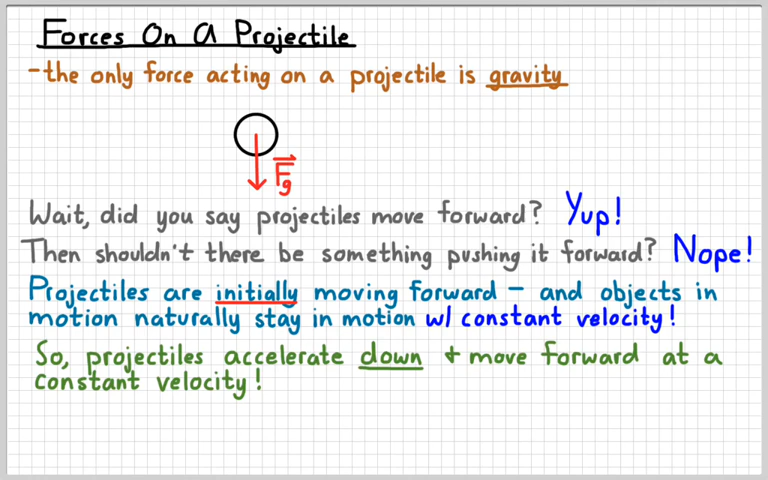 Forces On A Projectile
-the only force acting on a projectile is gravity
Fg
Wait, did you say projectiles move forward? Yup!
Then shouldn't there be something pushing it forward? Nope!
Projectiles are initially moving forward – and objects in
motion naturally stay in motion w/ constant velocity!
So, projectiles accelerate down + move forward at a
constant velocity!